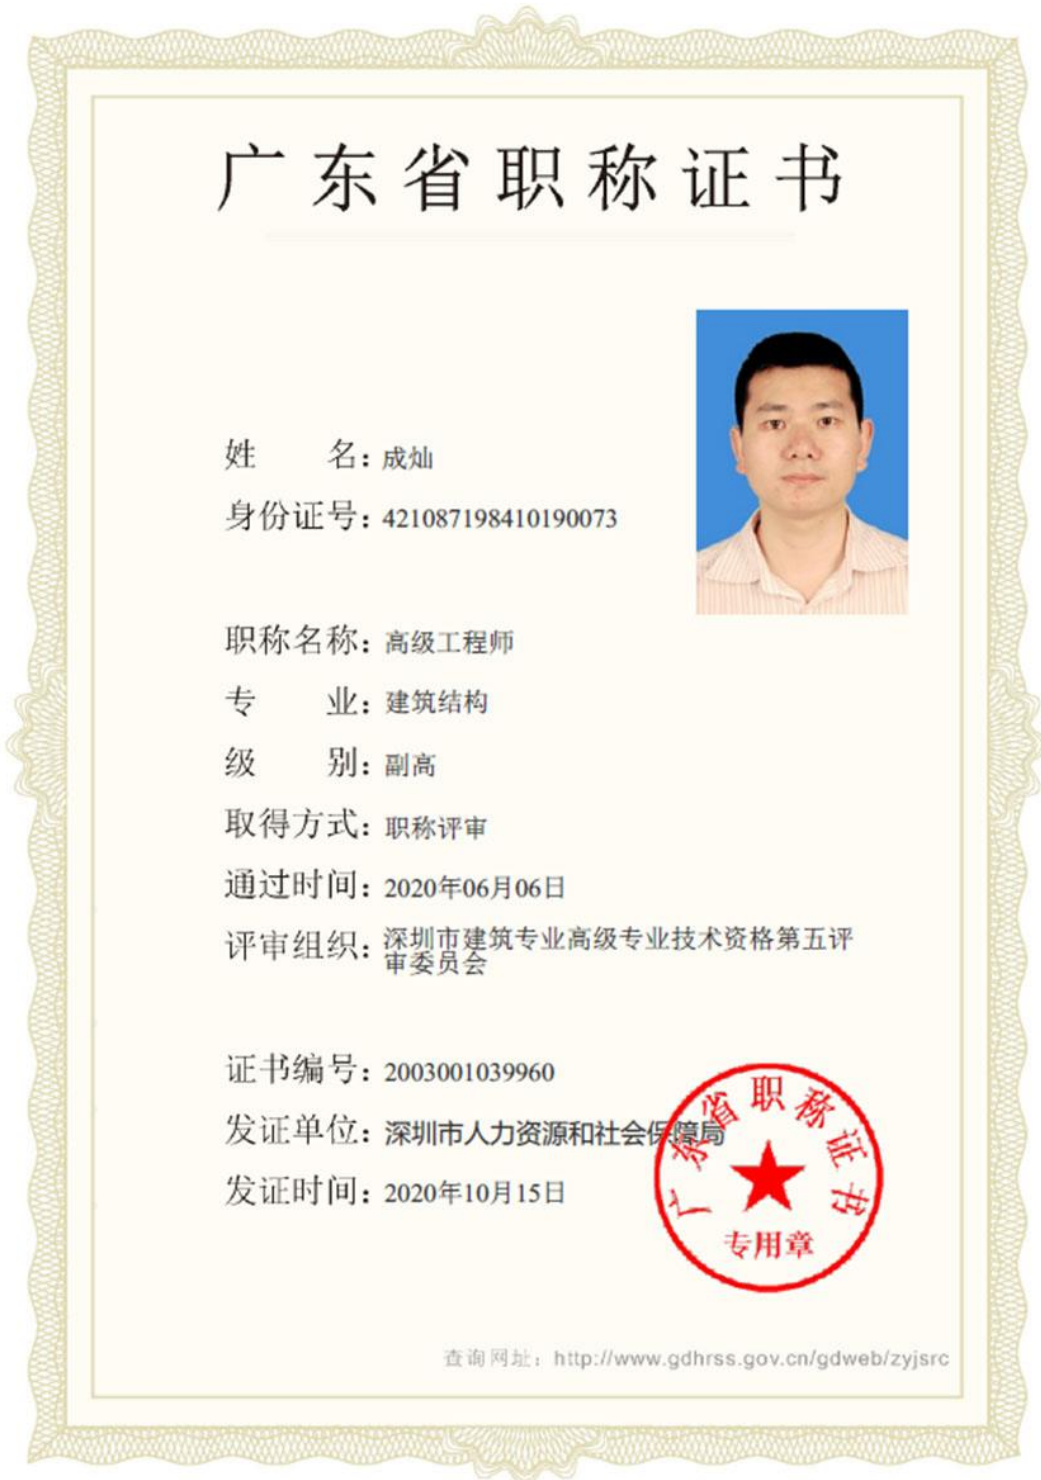 广东省职称证书
姓名：成灿
身份证号：421087198410190073
职称名称：高级工程师
专业：建筑结构
级别：副高
取得方式：职称评审
通过时间：2020年06月06日
评审组织：深圳市建筑专业高级专业技术资格第五评
审委员会
证书编号：2003001039960
发证单位：深圳市人力资源和社会保障局
发证时间：2020年10月15日
广东省职称证书
专用章
查询网址：http://www.gdhrss.gov.cn/gdweb/zyjsrc